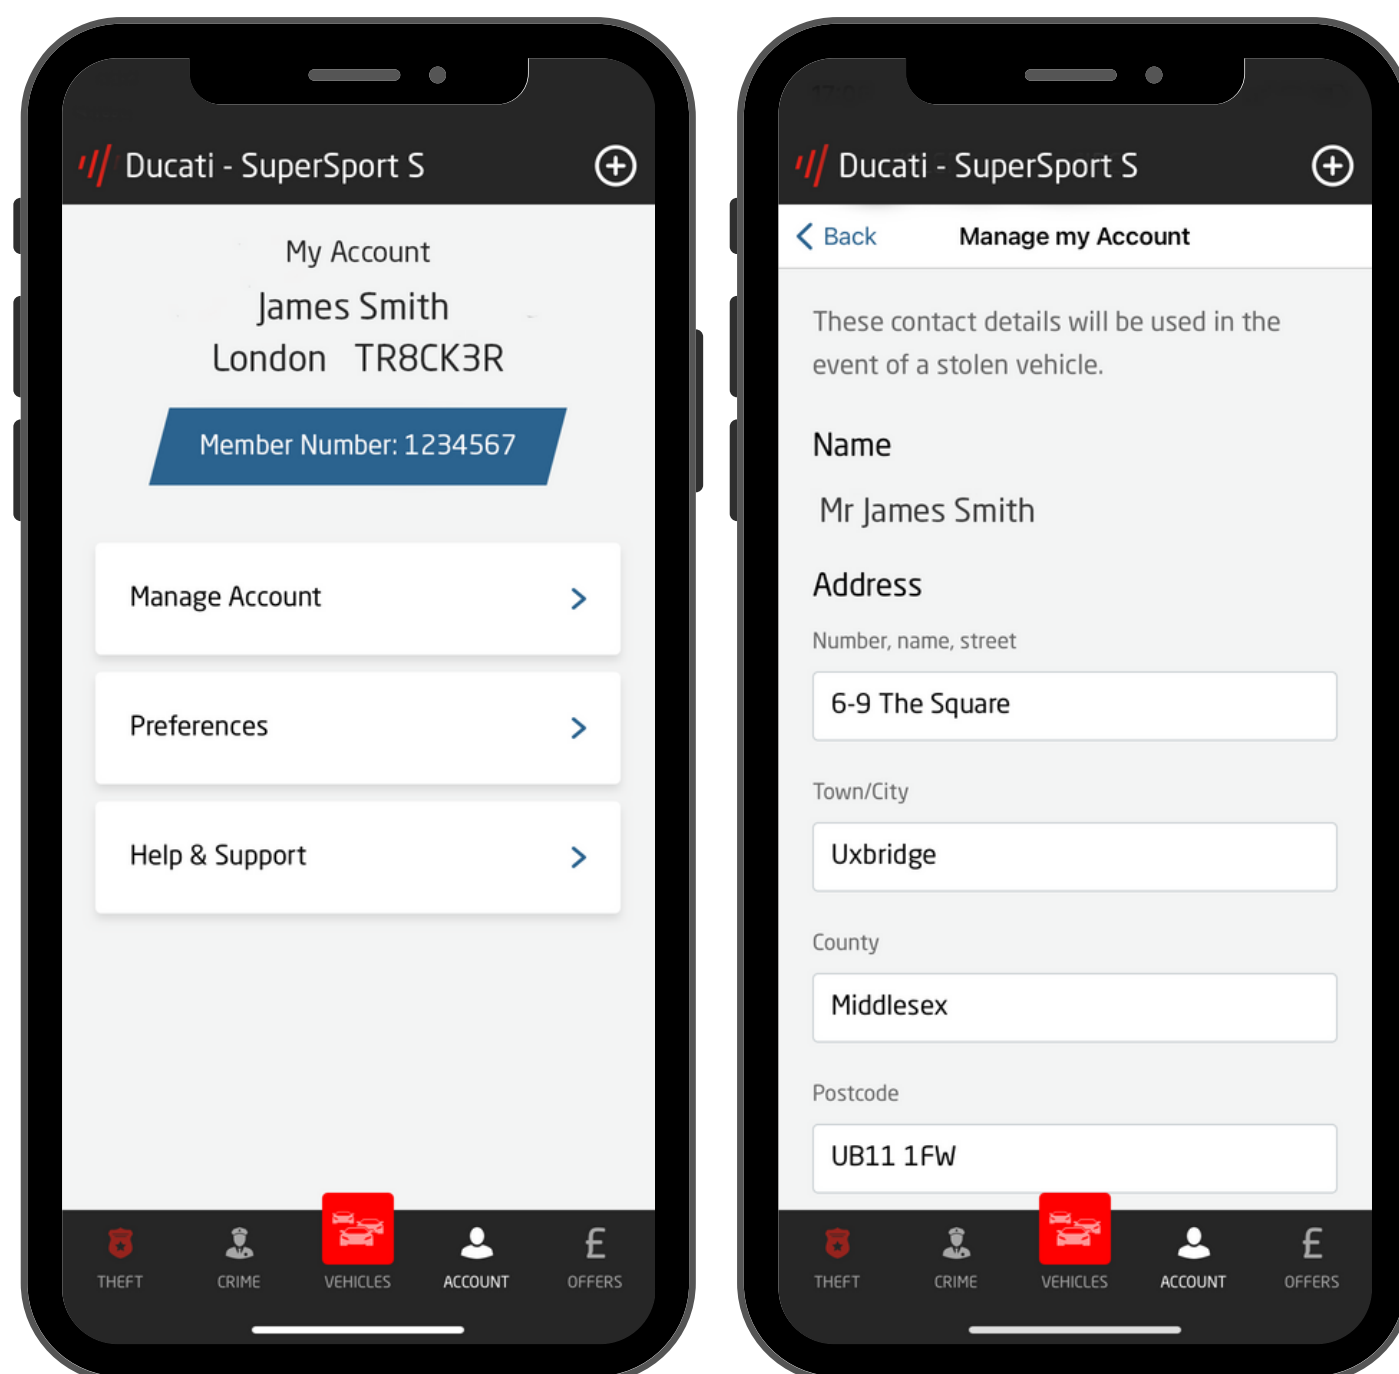 Ducati - SuperSport S
My Account
James Smith
London TR8CK3R
Member Number: 1234567
Manage Account
Preferences
Help & Support
THEFT
CRIME
VEHICLES
ACCOUNT
£
OFFERS
Ducati - SuperSport S
Back
Manage my Account
These contact details will be used in the
event of a stolen vehicle.
Name
Mr James Smith
Address
Number, name, street
6-9 The Square
Town/City
Uxbridge
County
Middlesex
Postcode
UB11 1FW
THEFT
CRIME
VEHICLES
ACCOUNT
£
OFFERS